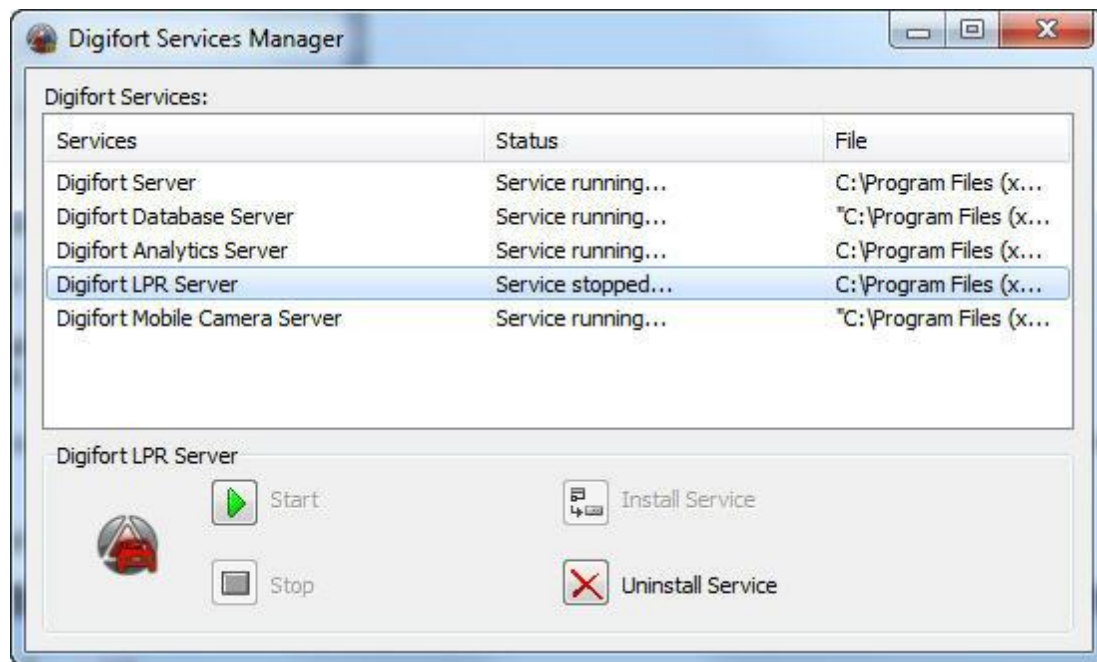 Digifort Services Manager
Digifort Services:
Services Status File
Digifort Server Service running... C:\Program Files (x...
Digifort Database Server Service running... "C:\Program Files (x...
Digifort Analytics Server Service running... C:\Program Files (x...
Digifort LPR Server Service stopped... C:\Program Files (x...
Digifort Mobile Camera Server Service running... "C:\Program Files (x...
Digifort LPR Server
Start Install Service
Stop Uninstall Service